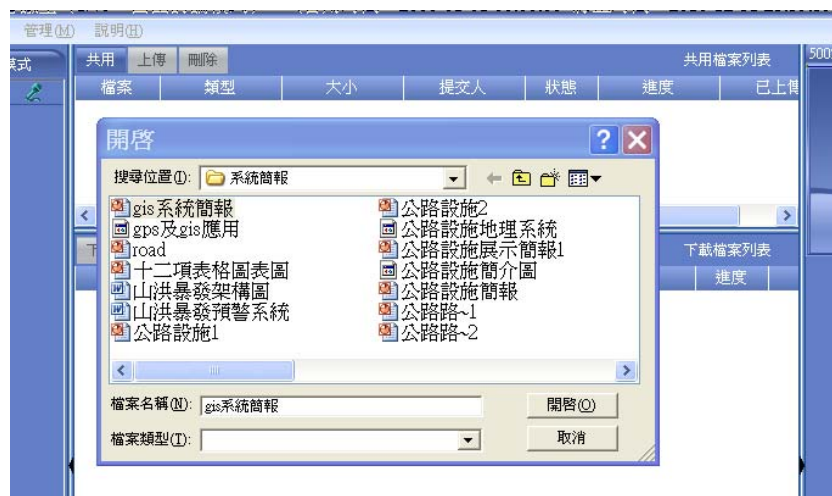 管理(M) 說明(H)
模式
共用 上傳 刪除 共用檔案列表
500
檔案 類型 大小 提交人 狀態 進度 已上傳
開啓
搜尋位置(I): 系統簡報
gis系統簡報
gps及gis應用
road
十二項表格圖表圖
山洪暴發架構圖
山洪暴發預警系統
公路設施1
公路設施2
公路設施地理系統
公路設施展示簡報1
公路設施簡介圖
公路設施簡報
公路路~1
公路路~2
下載檔案列表
進度
檔案名稱(N): gis系統簡報 開啓(O)
檔案類型(T): 取消